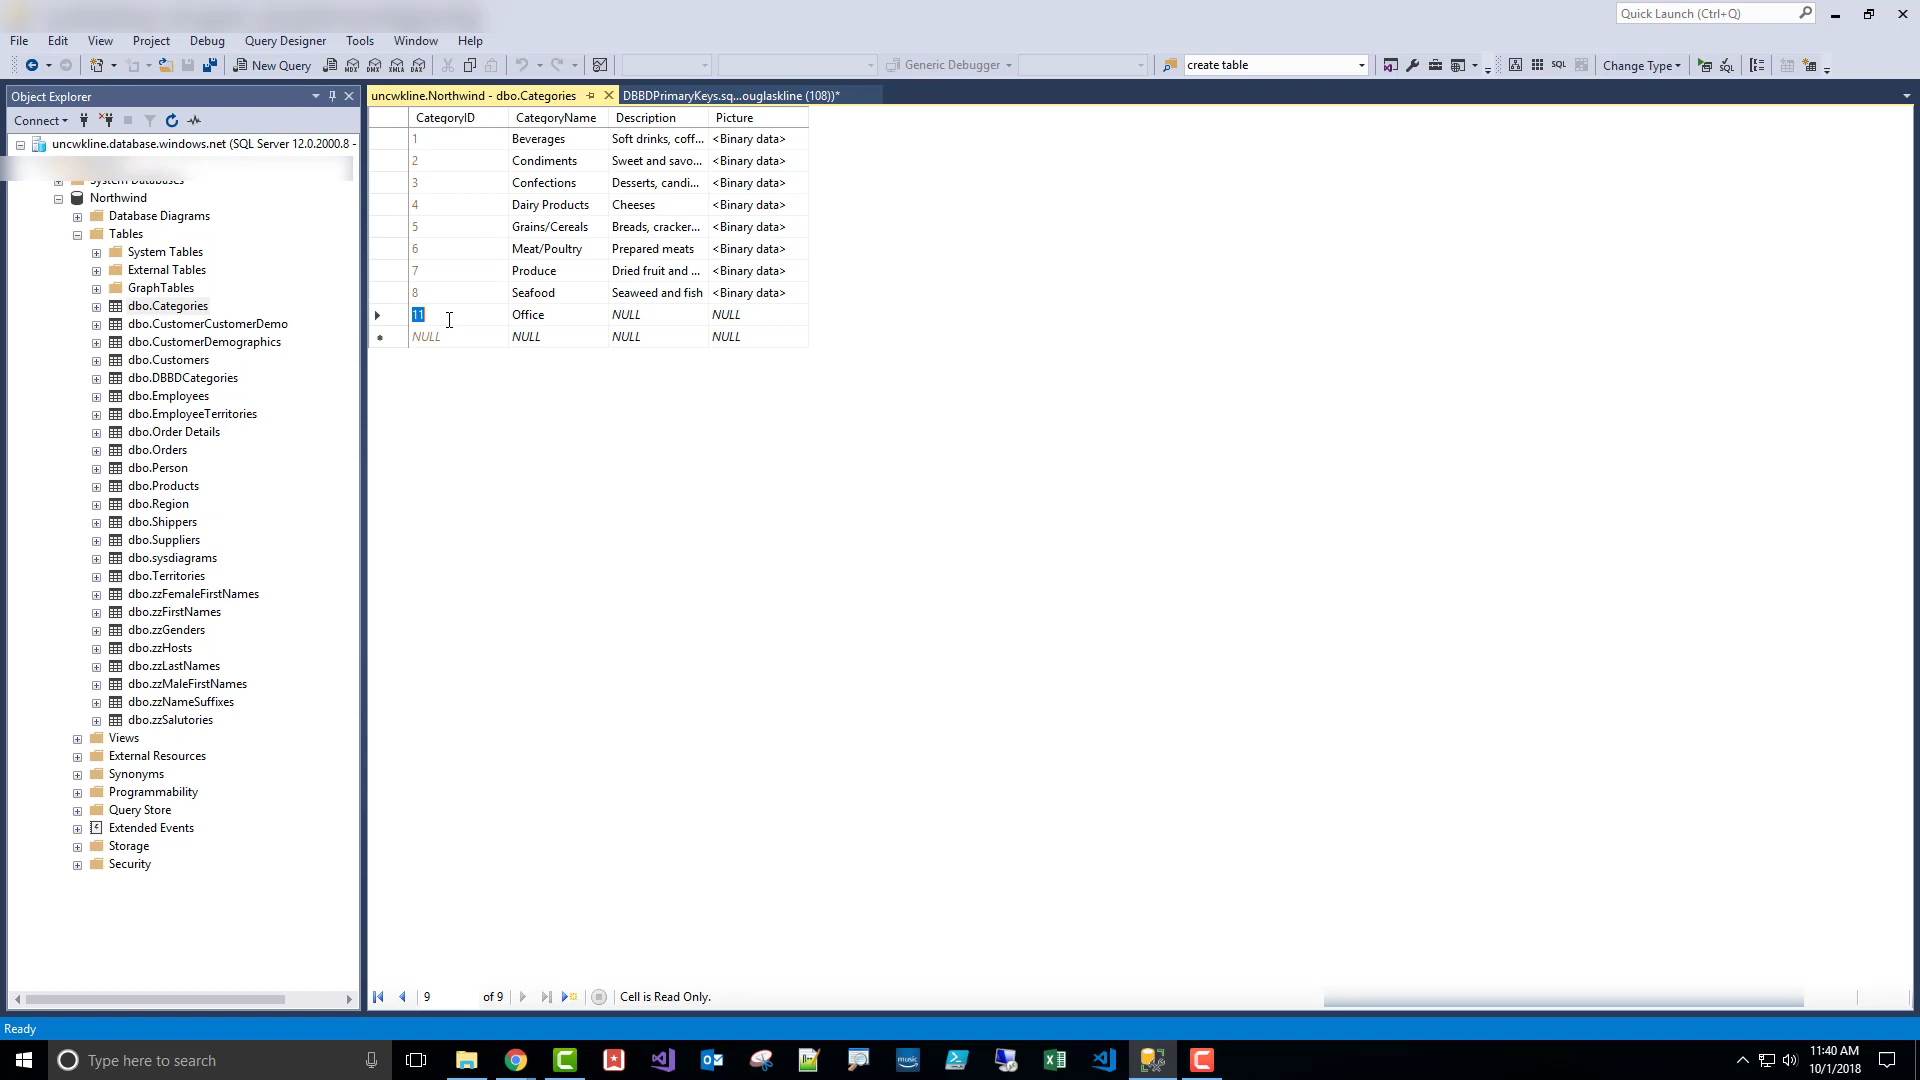 Quick Launch (Ctrl+Q)
File Edit View Project Debug Query Designer Tools Window Help
New Query MDX DMX XMLA DAX Generic Debugger create table SQL Change Type
Object Explorer
uncwkline.Northwind - dbo.Categories DBBDPrimaryKeys.sq...ouglaskline (108))*
Connect
uncwkline.database.windows.net (SQL Server 12.0.2000.8 -
System Databases
Northwind
Database Diagrams
Tables
System Tables
External Tables
GraphTables
dbo.Categories
dbo.CustomerCustomerDemo
dbo.CustomerDemographics
dbo.Customers
dbo.DBBDCategories
dbo.Employees
dbo.EmployeeTerritories
dbo.Order Details
dbo.Orders
dbo.Person
dbo.Products
dbo.Region
dbo.Shippers
dbo.Suppliers
dbo.sysdiagrams
dbo.Territories
dbo.zzFemaleFirstNames
dbo.zzFirstNames
dbo.zzGenders
dbo.zzHosts
dbo.zzLastNames
dbo.zzMaleFirstNames
dbo.zzNameSuffixes
dbo.zzSalutories
Views
External Resources
Synonyms
Programmability
Query Store
Extended Events
Storage
Security
CategoryID CategoryName Description Picture
1 Beverages Soft drinks, coff... <Binary data>
2 Condiments Sweet and savo... <Binary data>
3 Confections Desserts, candi... <Binary data>
4 Dairy Products Cheeses <Binary data>
5 Grains/Cereals Breads, cracker... <Binary data>
6 Meat/Poultry Prepared meats <Binary data>
7 Produce Dried fruit and ... <Binary data>
8 Seafood Seaweed and fish <Binary data>
11 Office NULL NULL
NULL NULL NULL NULL
9 of 9 Cell is Read Only.
Ready
Type here to search
music
11:40 AM
10/1/2018